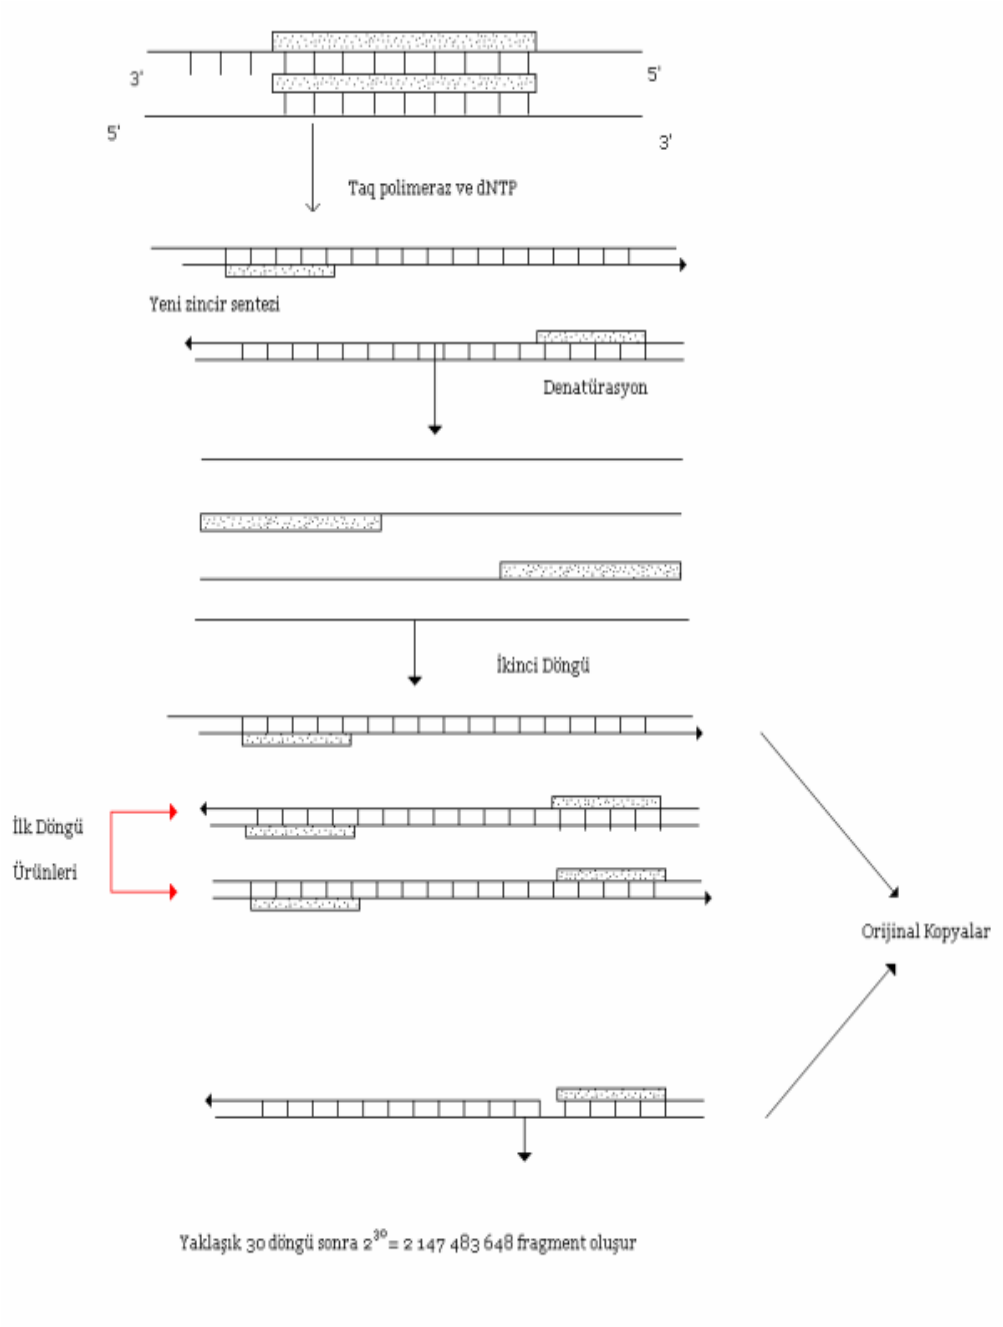 3' 5'
5' 3'
Taq polimeraz ve dNTP
Yeni zincir sentezi
Denatürasyon
İkinci Döngü
İlk Döngü
Ürünleri
Orijinal Kopyalar
Yaklaşık 30 döngü sonra 2³⁰= 2 147 483 648 fragment oluşur